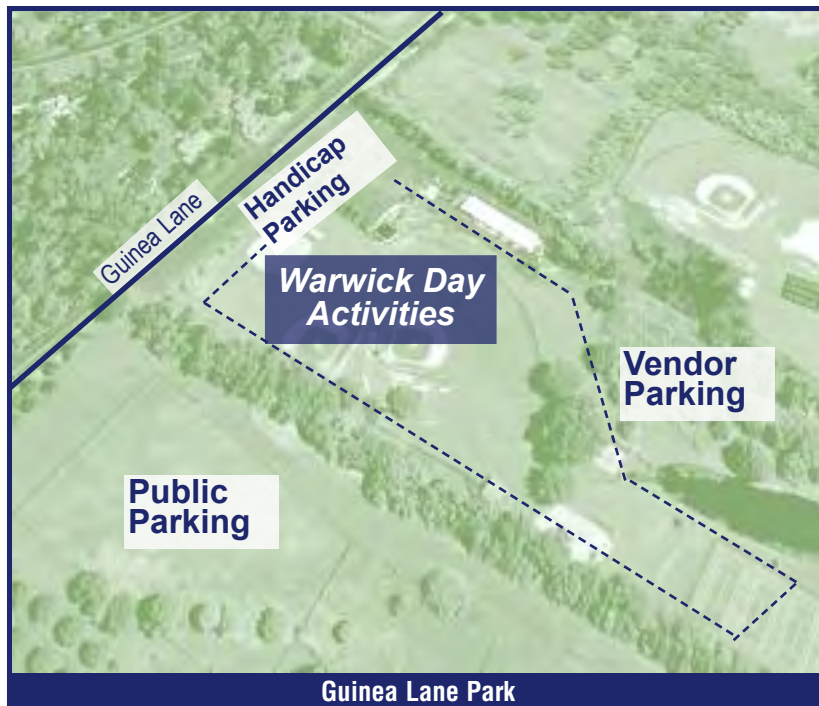 Handicap
Parking
Guinea Lane
Warwick Day
Activities
Vendor
Parking
Public
Parking
Guinea Lane Park